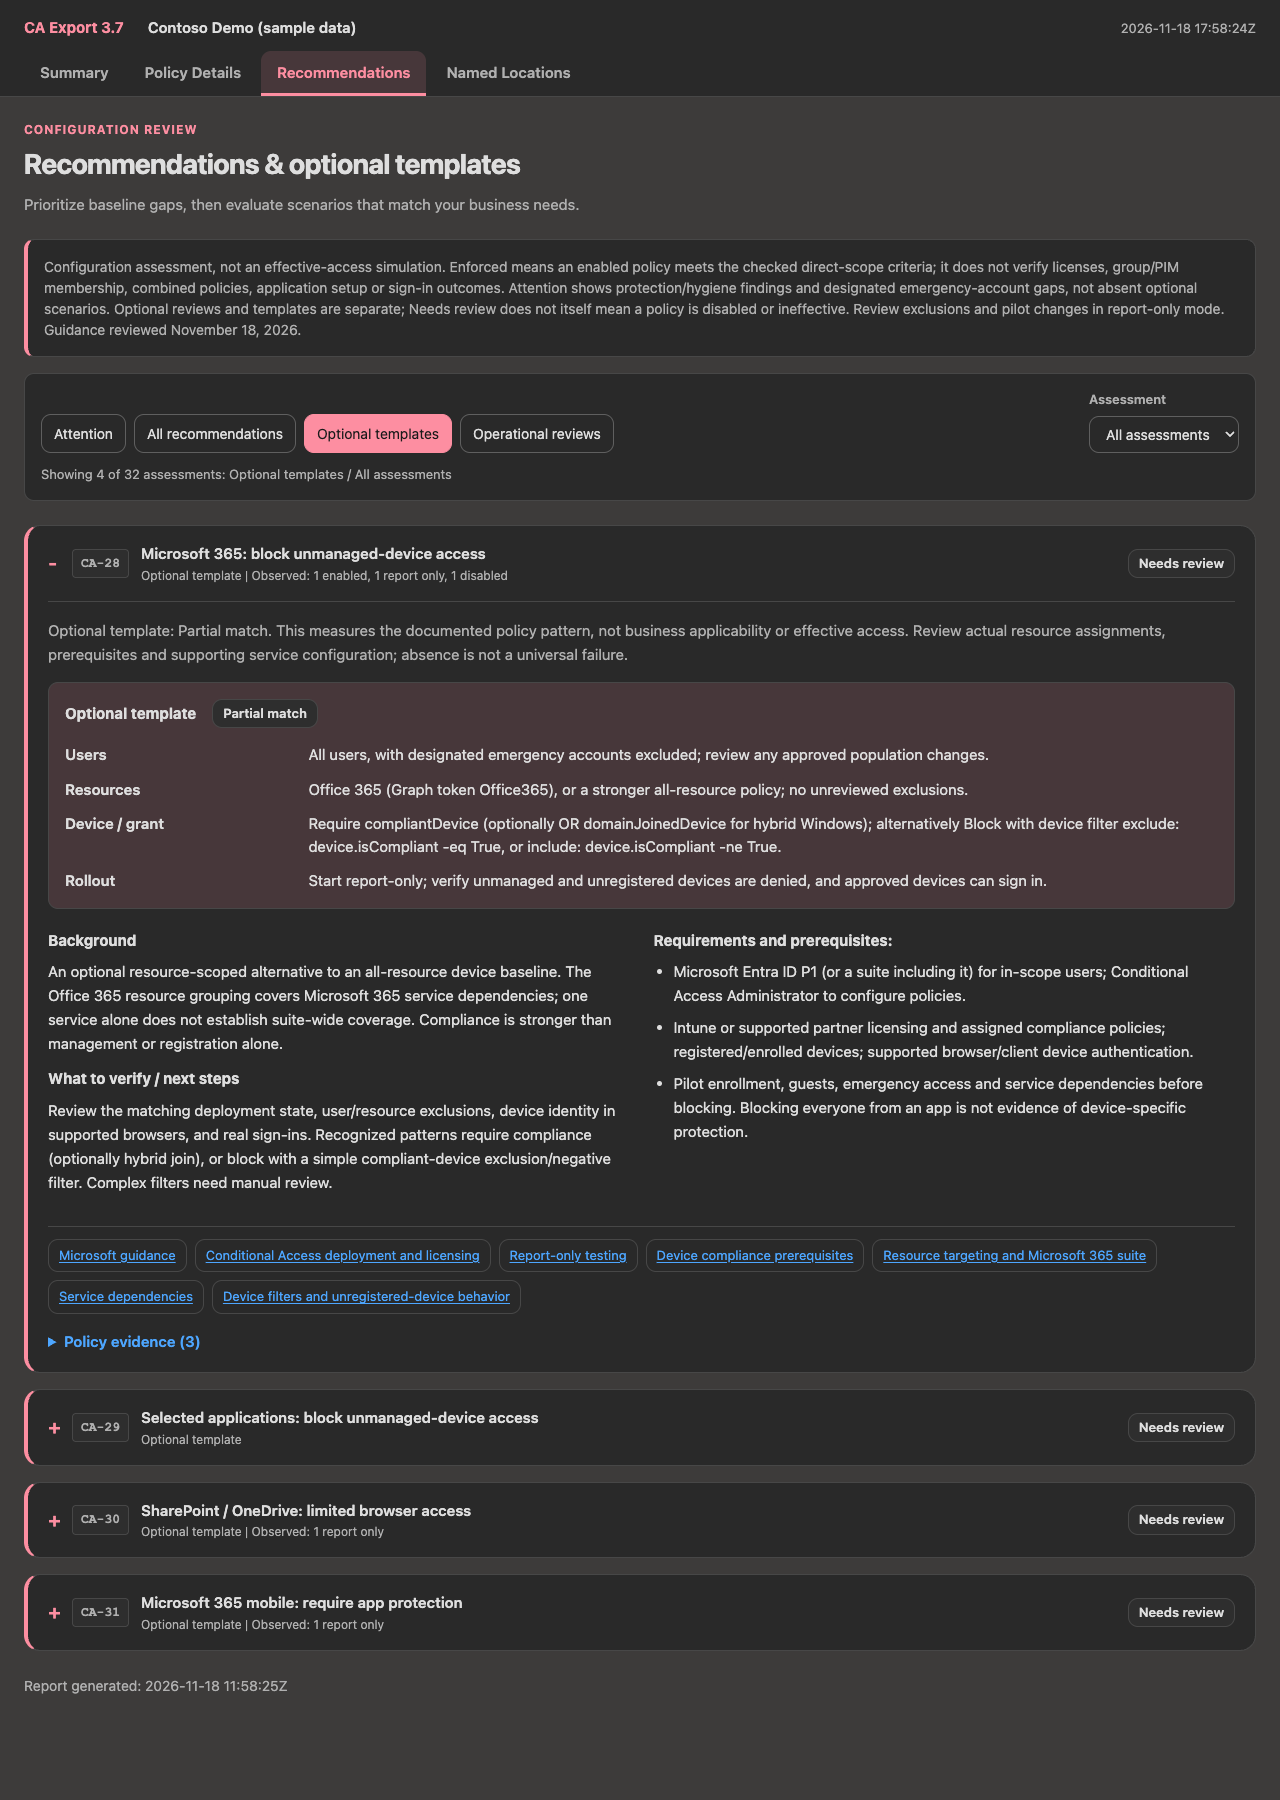 CA Export 3.7
Contoso Demo (sample data)
2026-11-18 17:58:24Z
Summary
Policy Details
Recommendations
Named Locations
CONFIGURATION REVIEW
Recommendations & optional templates
Prioritize baseline gaps, then evaluate scenarios that match your business needs.
Configuration assessment, not an effective-access simulation. Enforced means an enabled policy meets the checked direct-scope criteria; it does not verify licenses, group/PIM
membership, combined policies, application setup or sign-in outcomes. Attention shows protection/hygiene findings and designated emergency-account gaps, not absent optional
scenarios. Optional reviews and templates are separate; Needs review does not itself mean a policy is disabled or ineffective. Review exclusions and pilot changes in report-only mode.
Guidance reviewed November 18, 2026.
Assessment
Attention
All recommendations
Optional templates
Operational reviews
All assessments
Showing 4 of 32 assessments: Optional templates / All assessments
- CA-28
Microsoft 365: block unmanaged-device access
Optional template | Observed: 1 enabled, 1 report only, 1 disabled
Needs review
Optional template: Partial match. This measures the documented policy pattern, not business applicability or effective access. Review actual resource assignments,
prerequisites and supporting service configuration; absence is not a universal failure.
Optional template
Partial match
Users
All users, with designated emergency accounts excluded; review any approved population changes.
Resources
Office 365 (Graph token Office365), or a stronger all-resource policy; no unreviewed exclusions.
Device / grant
Require compliantDevice (optionally OR domainJoinedDevice for hybrid Windows); alternatively Block with device filter exclude:
device.isCompliant -eq True, or include: device.isCompliant -ne True.
Rollout
Start report-only; verify unmanaged and unregistered devices are denied, and approved devices can sign in.
Background
An optional resource-scoped alternative to an all-resource device baseline. The
Office 365 resource grouping covers Microsoft 365 service dependencies; one
service alone does not establish suite-wide coverage. Compliance is stronger than
management or registration alone.
What to verify / next steps
Review the matching deployment state, user/resource exclusions, device identity in
supported browsers, and real sign-ins. Recognized patterns require compliance
(optionally hybrid join), or block with a simple compliant-device exclusion/negative
filter. Complex filters need manual review.
Requirements and prerequisites:
• Microsoft Entra ID P1 (or a suite including it) for in-scope users; Conditional
Access Administrator to configure policies.
• Intune or supported partner licensing and assigned compliance policies;
registered/enrolled devices; supported browser/client device authentication.
• Pilot enrollment, guests, emergency access and service dependencies before
blocking. Blocking everyone from an app is not evidence of device-specific
protection.
Microsoft guidance
Conditional Access deployment and licensing
Report-only testing
Device compliance prerequisites
Resource targeting and Microsoft 365 suite
Service dependencies
Device filters and unregistered-device behavior
Policy evidence (3)
+ CA-29
Selected applications: block unmanaged-device access
Optional template
Needs review
+ CA-30
SharePoint / OneDrive: limited browser access
Optional template | Observed: 1 report only
Needs review
+ CA-31
Microsoft 365 mobile: require app protection
Optional template | Observed: 1 report only
Needs review
Report generated: 2026-11-18 11:58:25Z